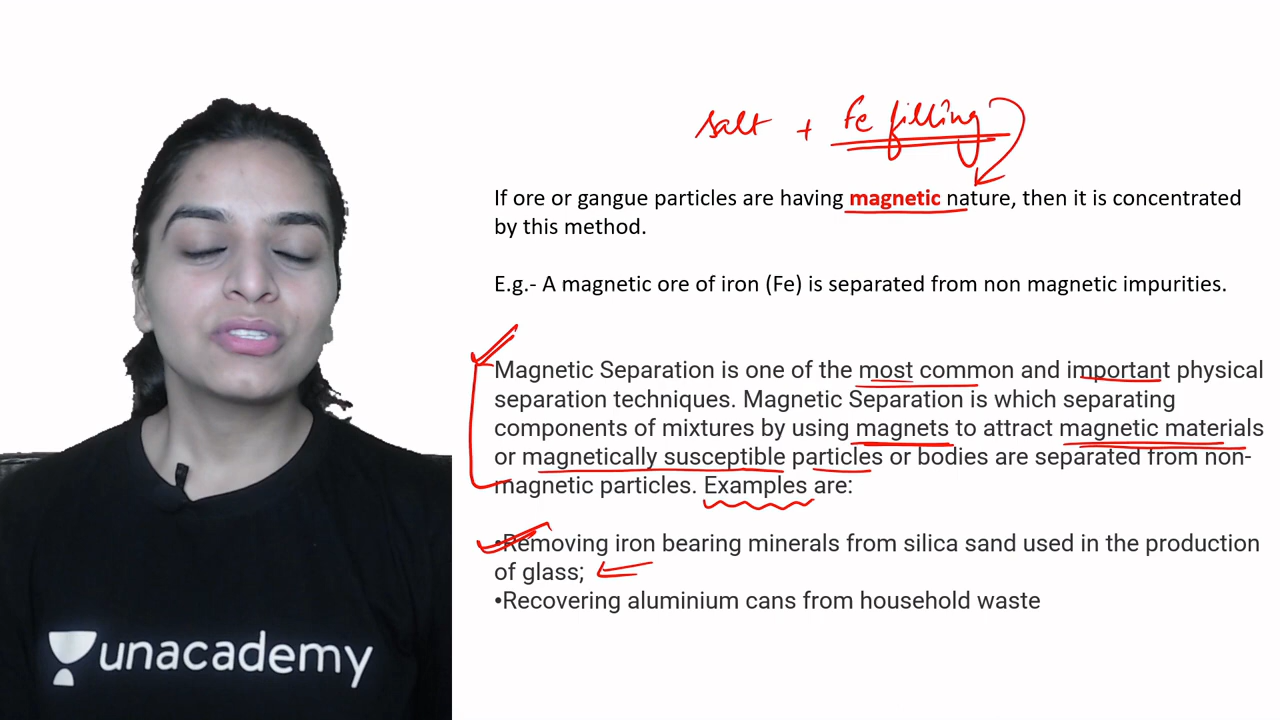 salt + Fe filling
If ore or gangue particles are having magnetic nature, then it is concentrated
by this method.
E.g.- A magnetic ore of iron (Fe) is separated from non magnetic impurities.
Magnetic Separation is one of the most common and important physical
separation techniques. Magnetic Separation is which separating
components of mixtures by using magnets to attract magnetic materials
or magnetically susceptible particles or bodies are separated from non-
magnetic particles. Examples are:
•Removing iron bearing minerals from silica sand used in the production
of glass;
•Recovering aluminium cans from household waste
unacademy